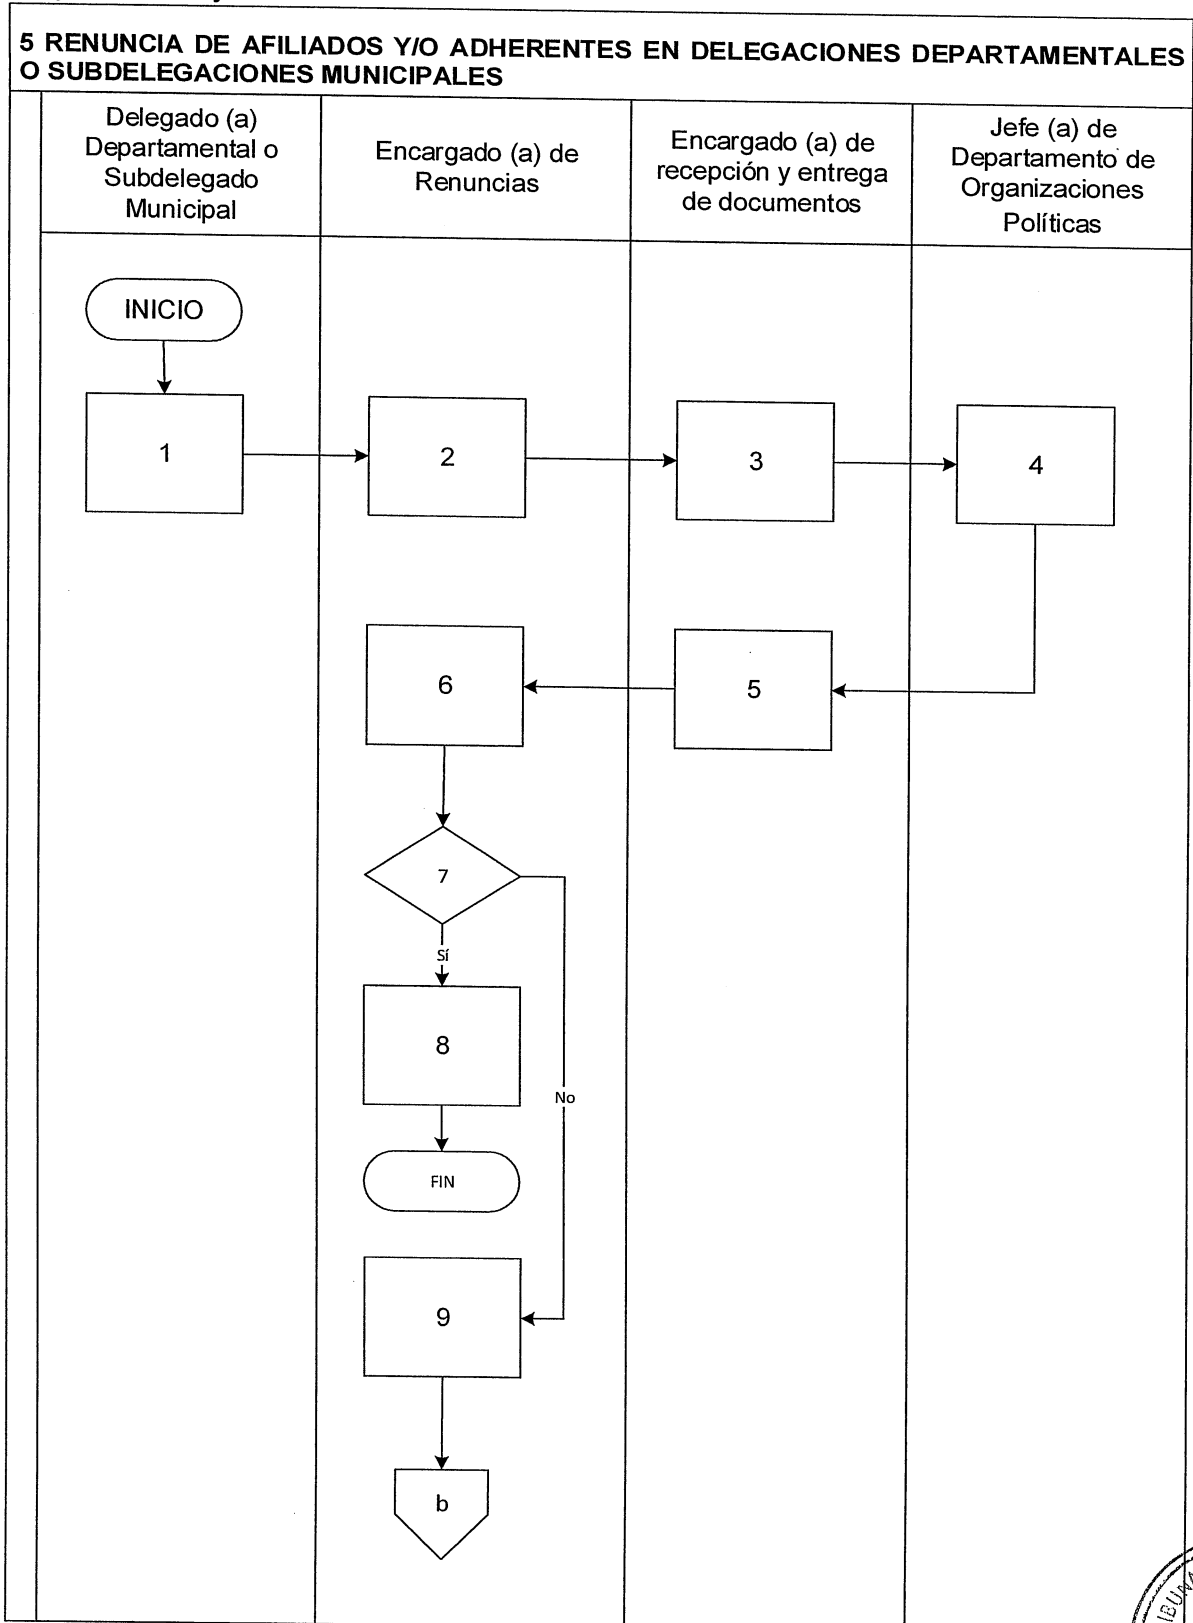 5 RENUNCIA DE AFILIADOS Y/O ADHERENTES EN DELEGACIONES DEPARTAMENTALES
O SUBDELEGACIONES MUNICIPALES
Delegado (a)
Departamental o
Subdelegado
Municipal
Encargado (a) de
Renuncias
Encargado (a) de
recepción y entrega
de documentos
Jefe (a) de
Departamento de
Organizaciones
Políticas
INICIO
1
2
3
4
6
5
7
Sí
8
No
FIN
9
b